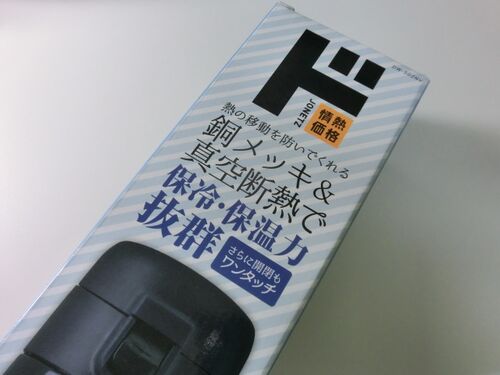 ド
JONETZ
情熱
価格
熱の移動を防いでくれる
銅メッキ&
真空断熱で
保冷・保温力
抜群
さらに開閉も
ワンタッチ